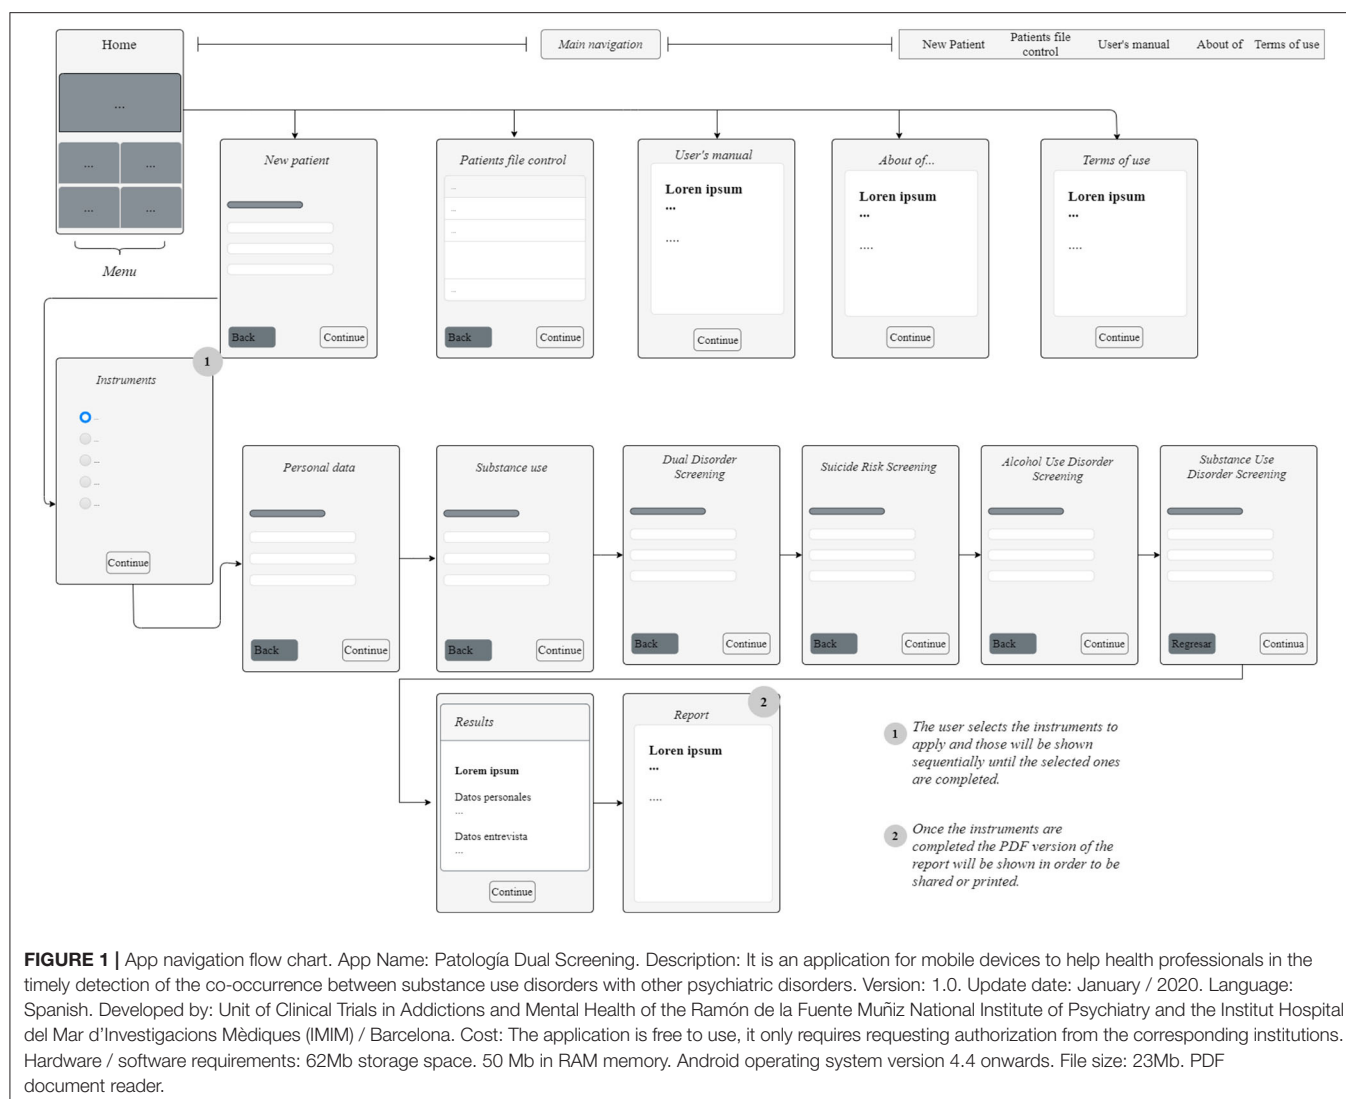 Home
Main navigation
New Patient
Patients file
control
User's manual
About of
Terms of use
...
... ...
... ...
Menu
New patient
Back
Continue
Patients file control
...
...
...
...
Back
Continue
User's manual
Loren ipsum
...
....
Continue
About of...
Loren ipsum
...
....
Continue
Terms of use
Loren ipsum
...
....
Continue
1
Instruments
...
...
...
...
...
Continue
Personal data
Back
Continue
Substance use
Back
Continue
Dual Disorder
Screening
Back
Continue
Suicide Risk Screening
Back
Continue
Alcohol Use Disorder
Screening
Back
Continue
Substance Use
Disorder Screening
Regresar
Continua
Results
Lorem ipsum
Datos personales
...
Datos entrevista
...
Continue
2
Report
Loren ipsum
...
....
1 The user selects the instruments to
apply and those will be shown
sequentially until the selected ones
are completed.
2 Once the instruments are
completed the PDF version of the
report will be shown in order to be
shared or printed.
FIGURE 1 | App navigation flow chart. App Name: Patología Dual Screening. Description: It is an application for mobile devices to help health professionals in the
timely detection of the co-occurrence between substance use disorders with other psychiatric disorders. Version: 1.0. Update date: January / 2020. Language:
Spanish. Developed by: Unit of Clinical Trials in Addictions and Mental Health of the Ramón de la Fuente Muñiz National Institute of Psychiatry and the Institut Hospital
del Mar d'Investigacions Mèdiques (IMIM) / Barcelona. Cost: The application is free to use, it only requires requesting authorization from the corresponding institutions.
Hardware / software requirements: 62Mb storage space. 50 Mb in RAM memory. Android operating system version 4.4 onwards. File size: 23Mb. PDF
document reader.